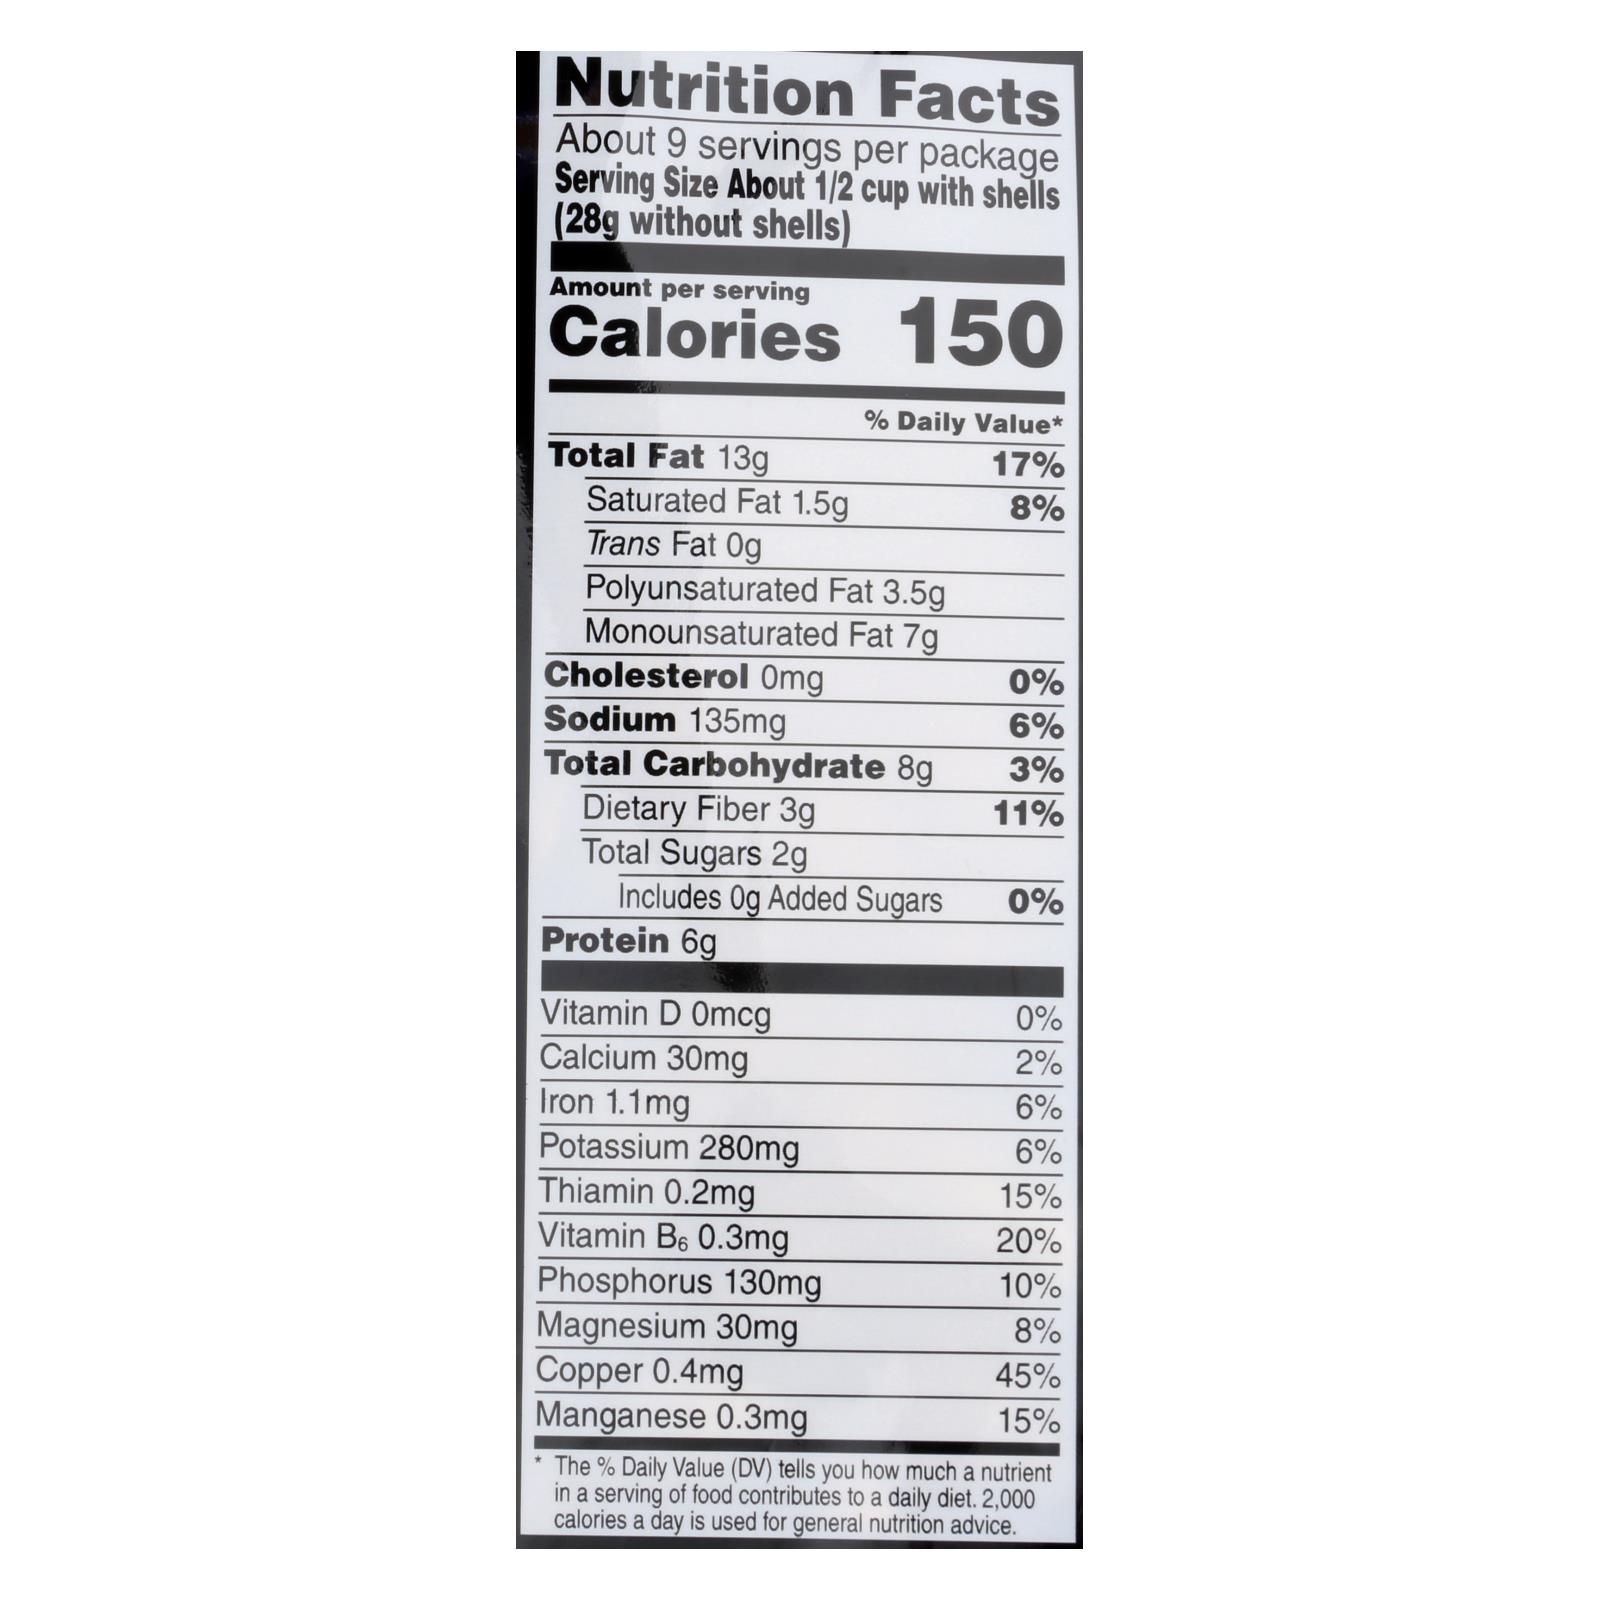 Nutrition Facts
About 9 servings per package
Serving Size About 1/2 cup with shells
(28g without shells)
Amount per serving
Calories 150
% Daily Value*
Total Fat 13g 17%
Saturated Fat 1.5g 8%
Trans Fat 0g
Polyunsaturated Fat 3.5g
Monounsaturated Fat 7g
Cholesterol 0mg 0%
Sodium 135mg 6%
Total Carbohydrate 8g 3%
Dietary Fiber 3g 11%
Total Sugars 2g
Includes 0g Added Sugars 0%
Protein 6g
Vitamin D 0mcg 0%
Calcium 30mg 2%
Iron 1.1mg 6%
Potassium 280mg 6%
Thiamin 0.2mg 15%
Vitamin B₆ 0.3mg 20%
Phosphorus 130mg 10%
Magnesium 30mg 8%
Copper 0.4mg 45%
Manganese 0.3mg 15%
* The % Daily Value (DV) tells you how much a nutrient
in a serving of food contributes to a daily diet. 2,000
calories a day is used for general nutrition advice.